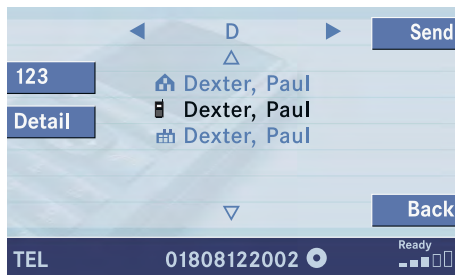 D
Send
123
Dexter, Paul
Detail
Dexter, Paul
Dexter, Paul
Back
TEL
01808122002
Ready